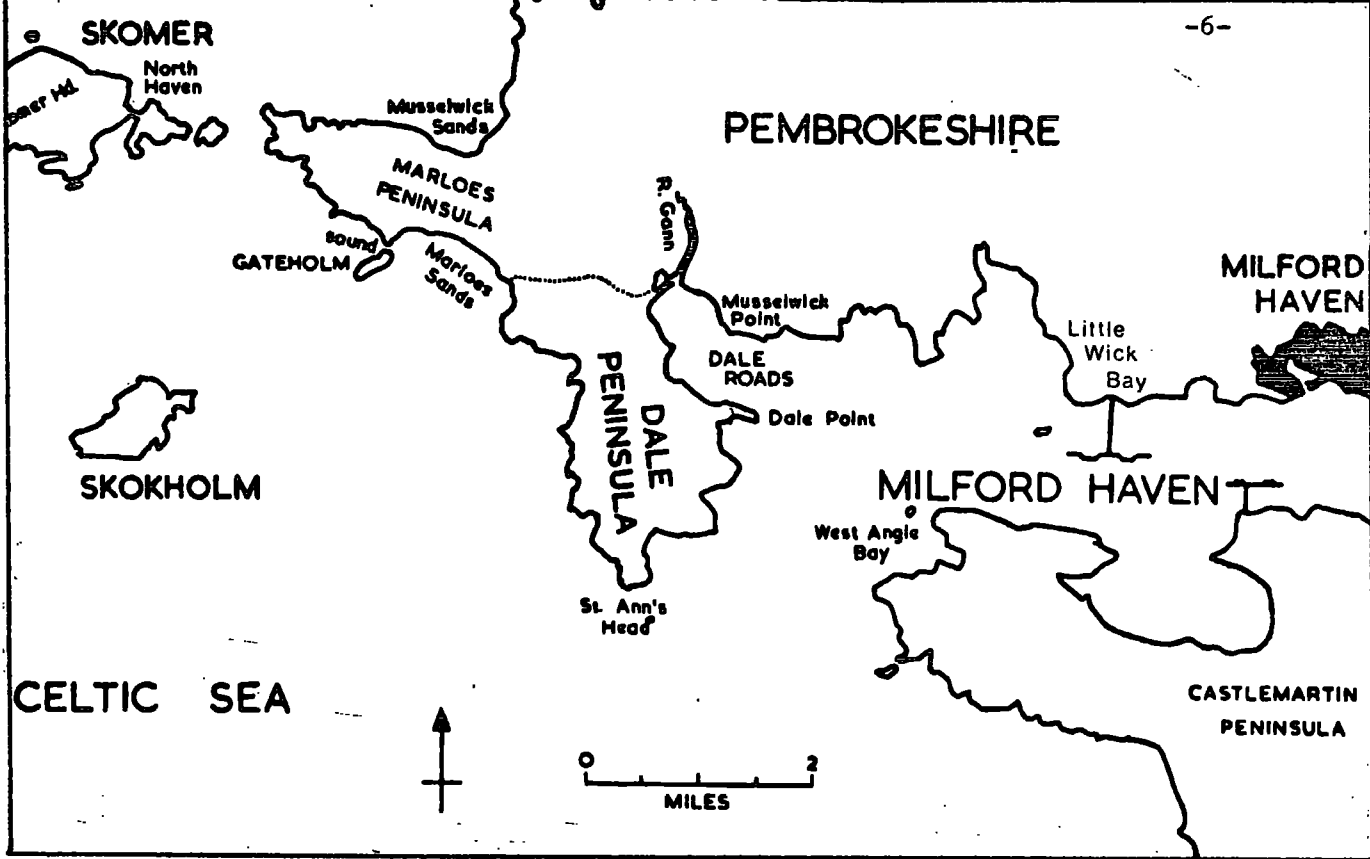 -6-
SKOMER
North
Haven
Hd.
Musselwick
Sands
PEMBROKESHIRE
MARLOES
PENINSULA
R. Gann
Sound
GATEHOLM
Marloes
Sands
MILFORD
HAVEN
Musselwick
Point
Little
Wick
Bay
DALE
ROADS
DALE
PENINSULA
Dale Point
SKOKHOLM
MILFORD HAVEN
West Angle
Bay
St. Ann's
Head
CELTIC SEA
CASTLEMARTIN
PENINSULA
0 2
MILES